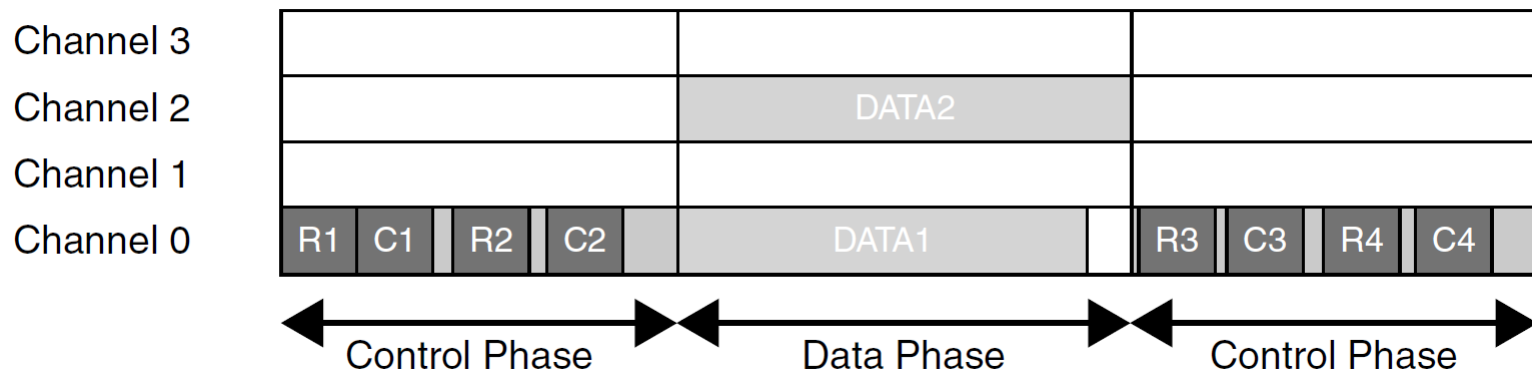 Channel 3
Channel 2 DATA2
Channel 1
Channel 0 R1 C1 R2 C2 DATA1 R3 C3 R4 C4
Control Phase Data Phase Control Phase